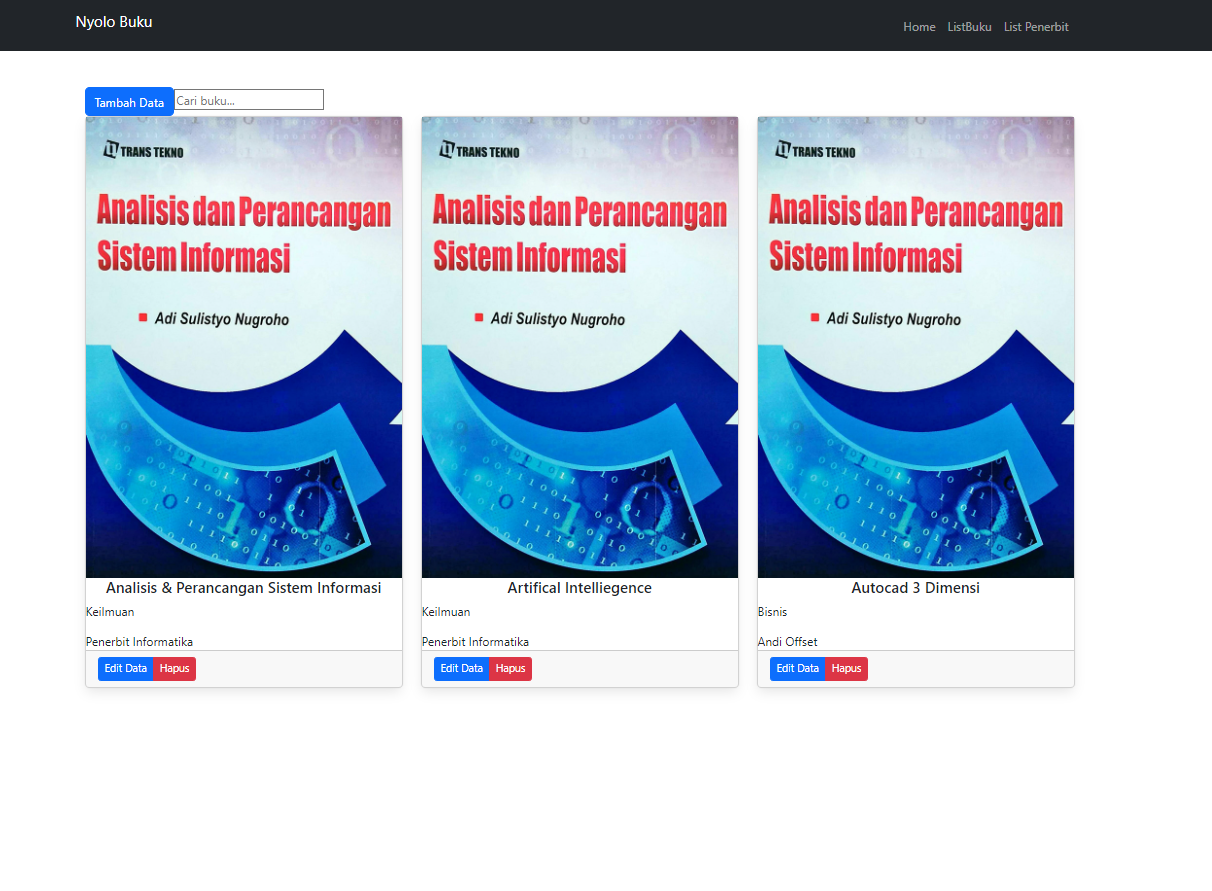 Nyolo Buku
Home ListBuku List Penerbit
Tambah Data Cari buku...
TRANS TEKNO
Analisis dan Perancangan
Sistem Informasi
Adi Sulistyo Nugroho
Analisis & Perancangan Sistem Informasi
Keilmuan
Penerbit Informatika
Edit Data Hapus
TRANS TEKNO
Analisis dan Perancangan
Sistem Informasi
Adi Sulistyo Nugroho
Artifical Intelliegence
Keilmuan
Penerbit Informatika
Edit Data Hapus
TRANS TEKNO
Analisis dan Perancangan
Sistem Informasi
Adi Sulistyo Nugroho
Autocad 3 Dimensi
Bisnis
Andi Offset
Edit Data Hapus